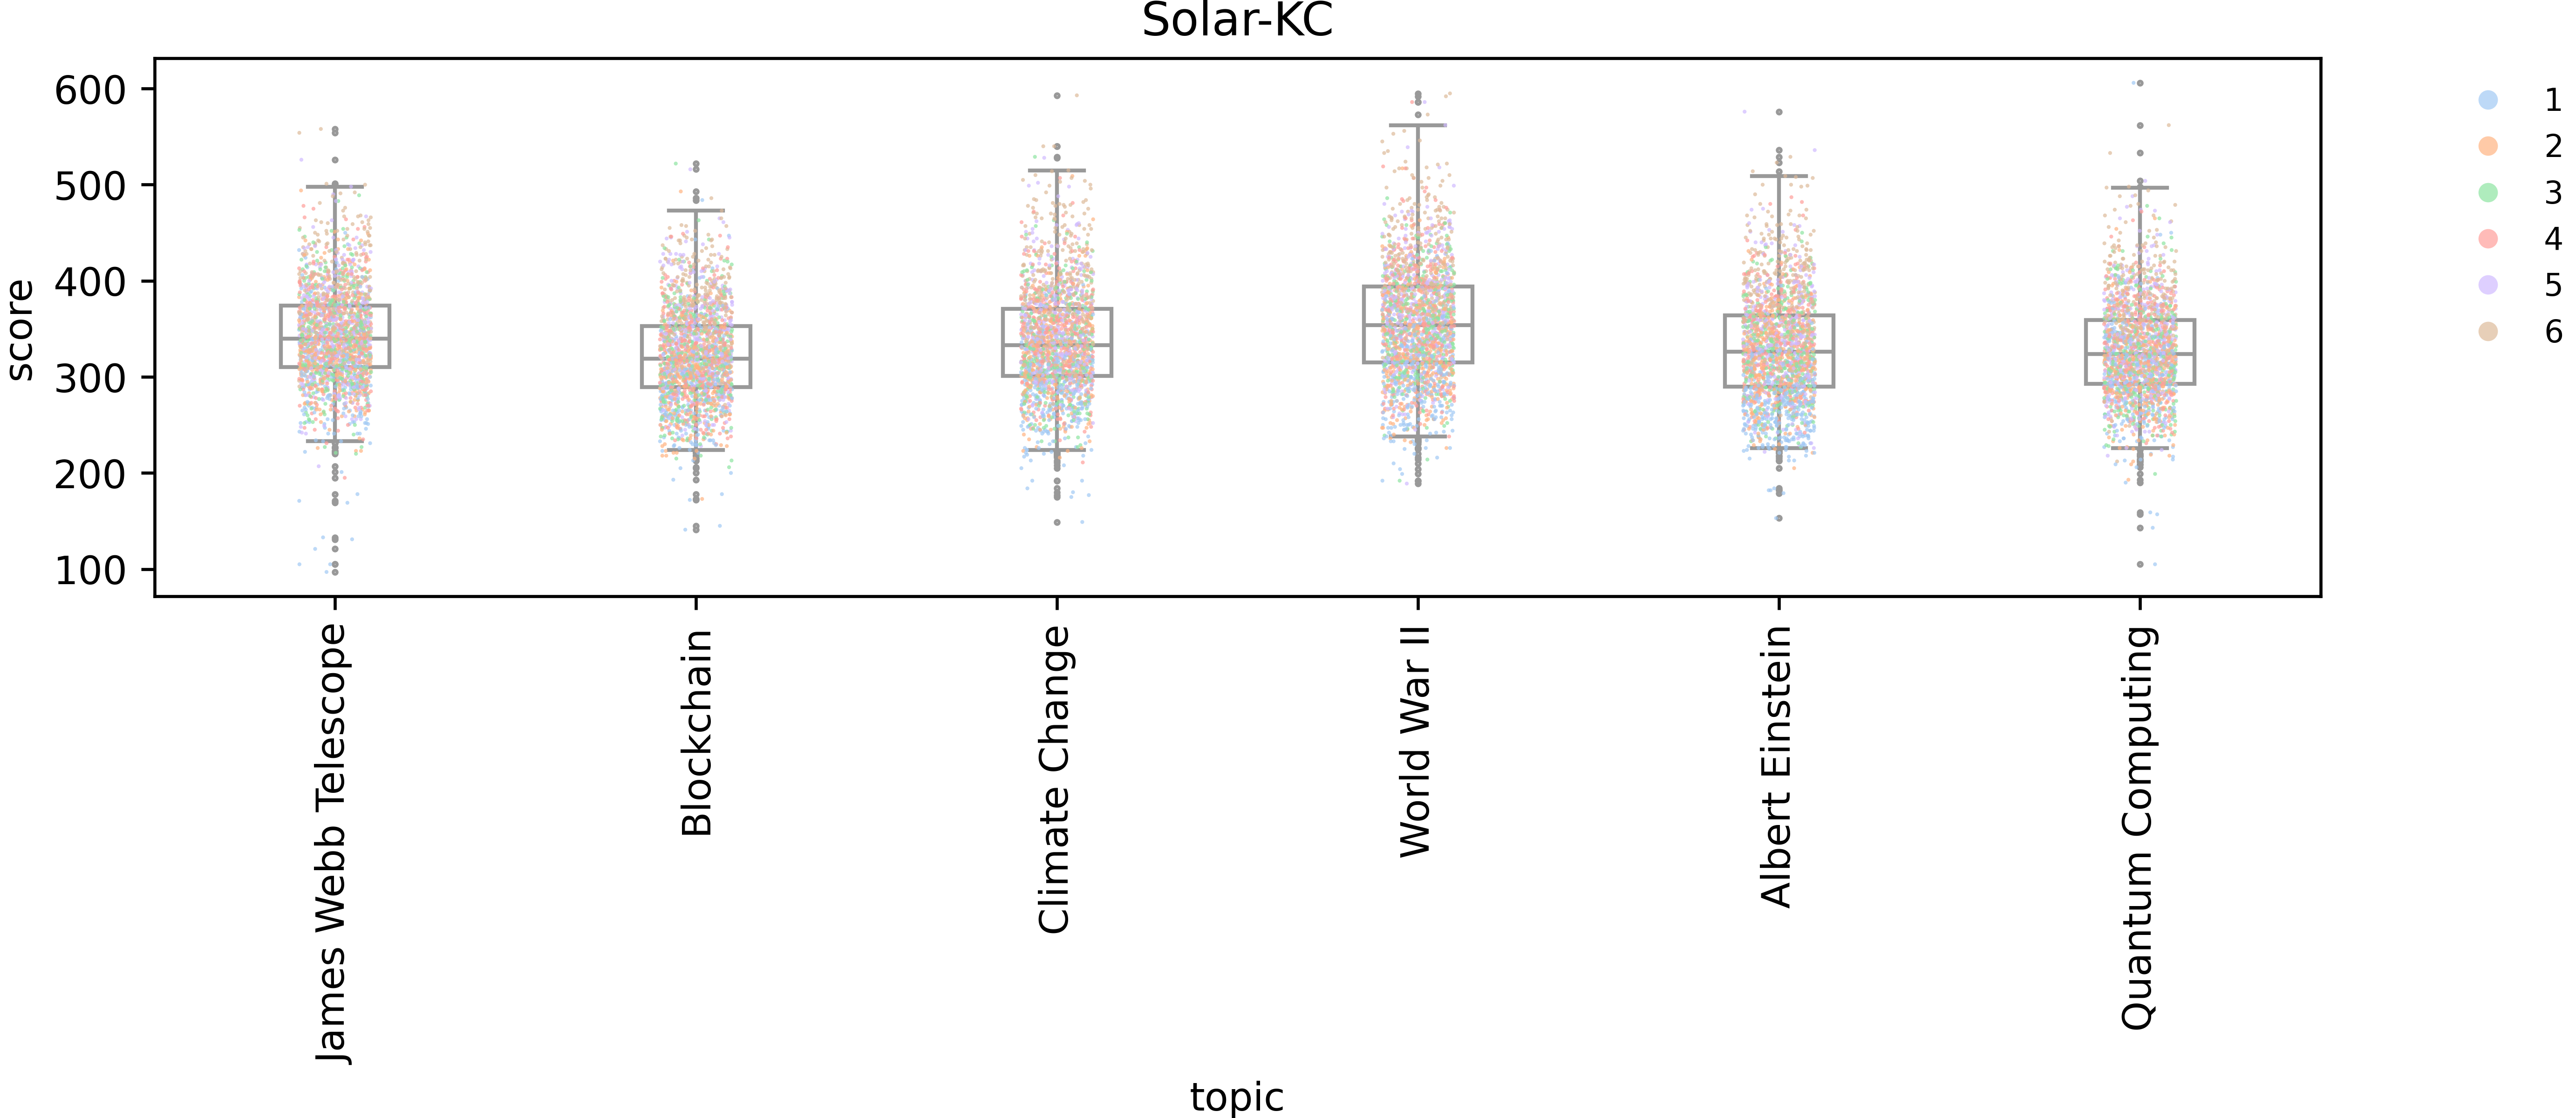 Solar-KC
score
600
500
400
300
200
100
1
2
3
4
5
6
James Webb Telescope
Blockchain
Climate Change
World War II
Albert Einstein
Quantum Computing
topic